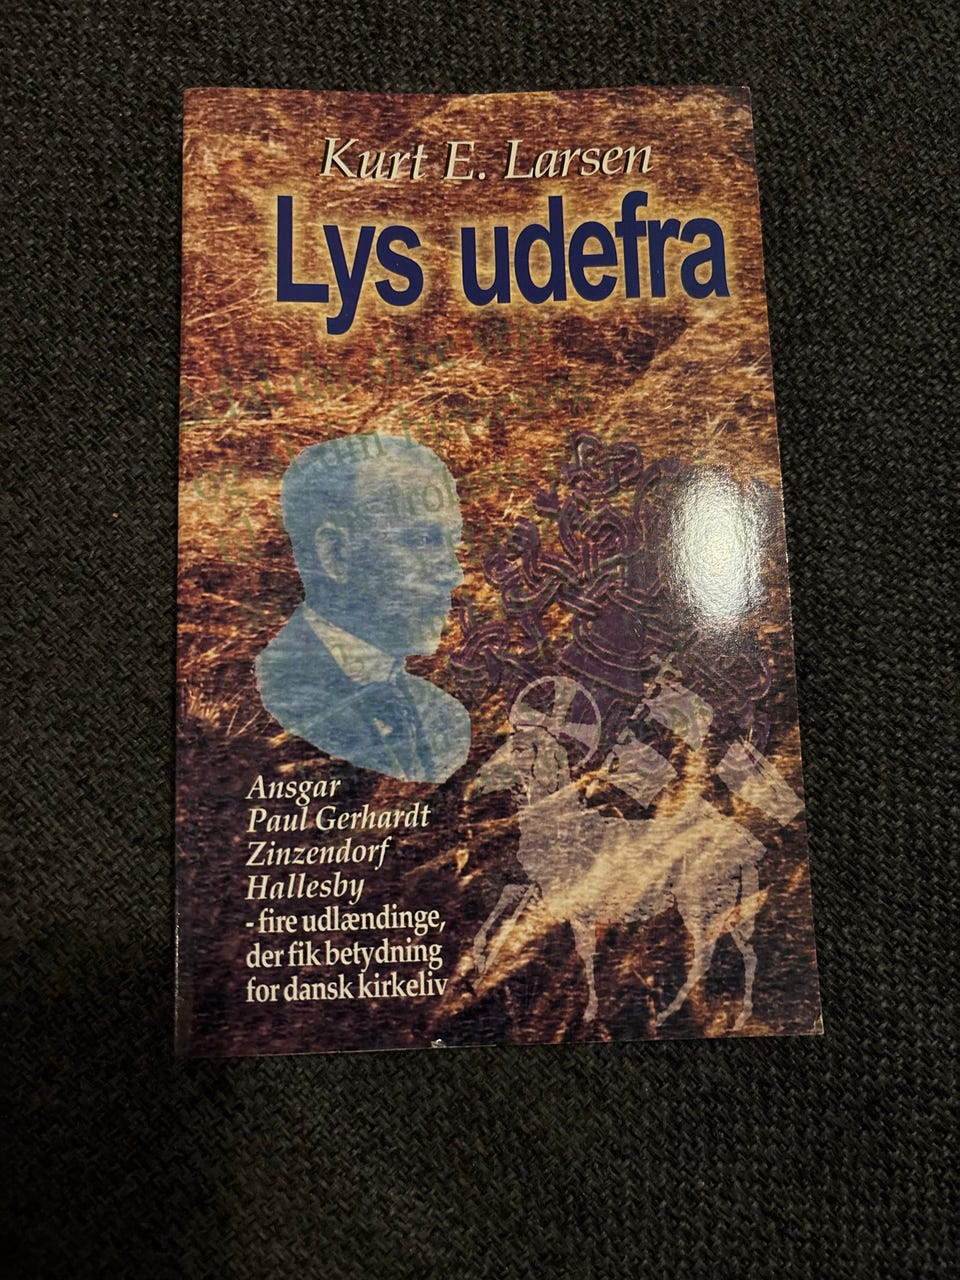 Kurt E. Larsen
Lys udefra
Ansgar
Paul Gerhardt
Zinzendorf
Hallesby
- fire udlændinge,
der fik betydning
for dansk kirkeliv